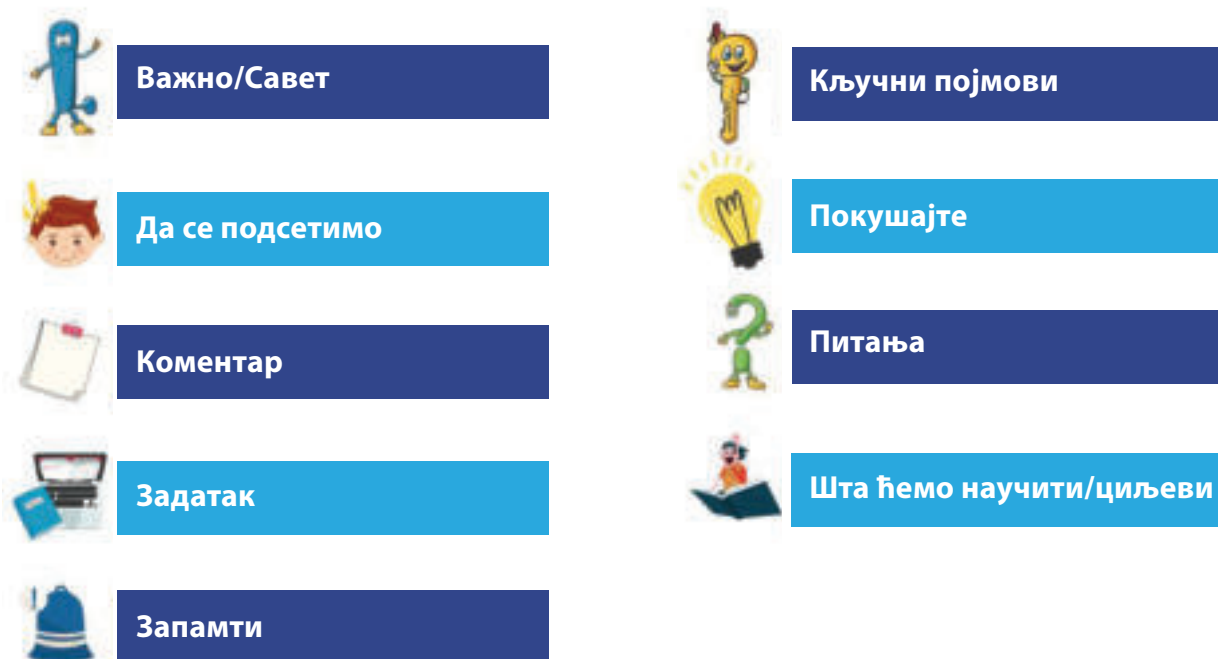 Важно/Савет
Да се подсетимо
Коментар
Задатак
Запамти
Кључни појмови
Покушајте
Питања
Шта ћемо научити/циљеви